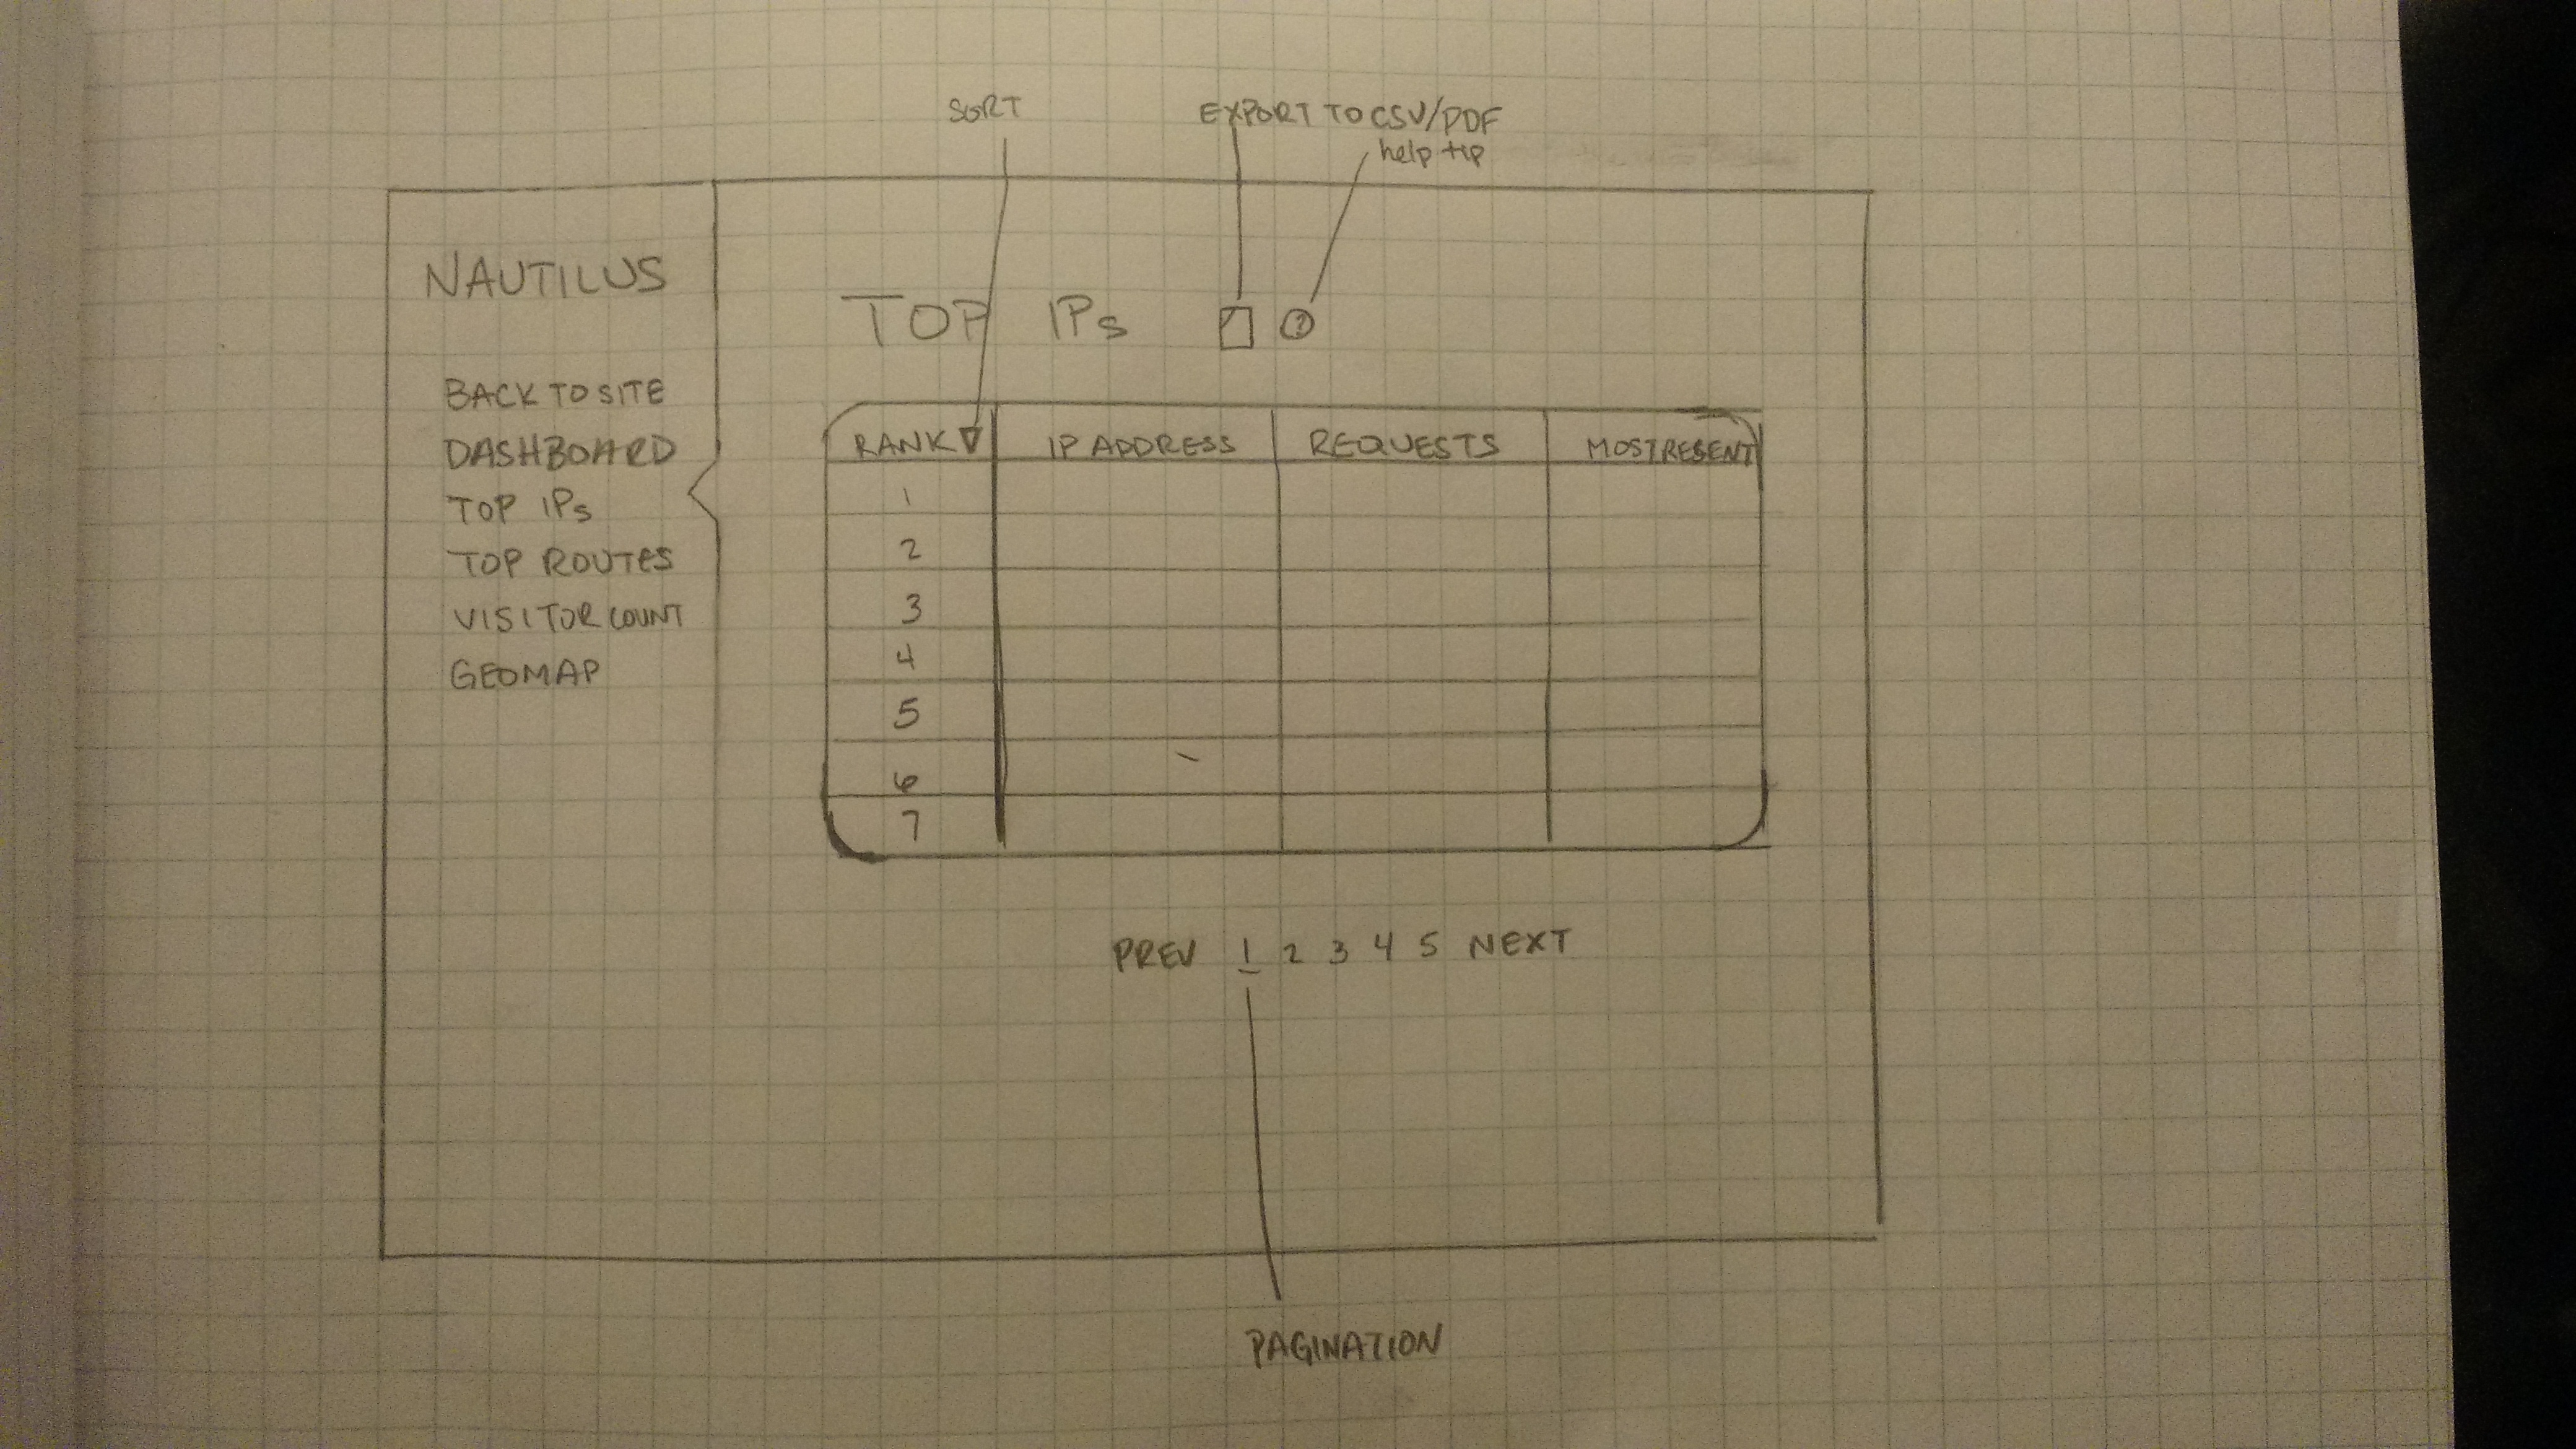 SORT
EXPORT TO CSV/PDF
help tip
NAUTILUS
BACK TO SITE
DASHBOARD
TOP IPs
TOP ROUTES
VISITOR COUNT
GEOMAP
TOP IPs ?
RANK IP ADDRESS REQUESTS MOST RESENT
1
2
3
4
5
6
7
PREV 1 2 3 4 5 NEXT
PAGINATION